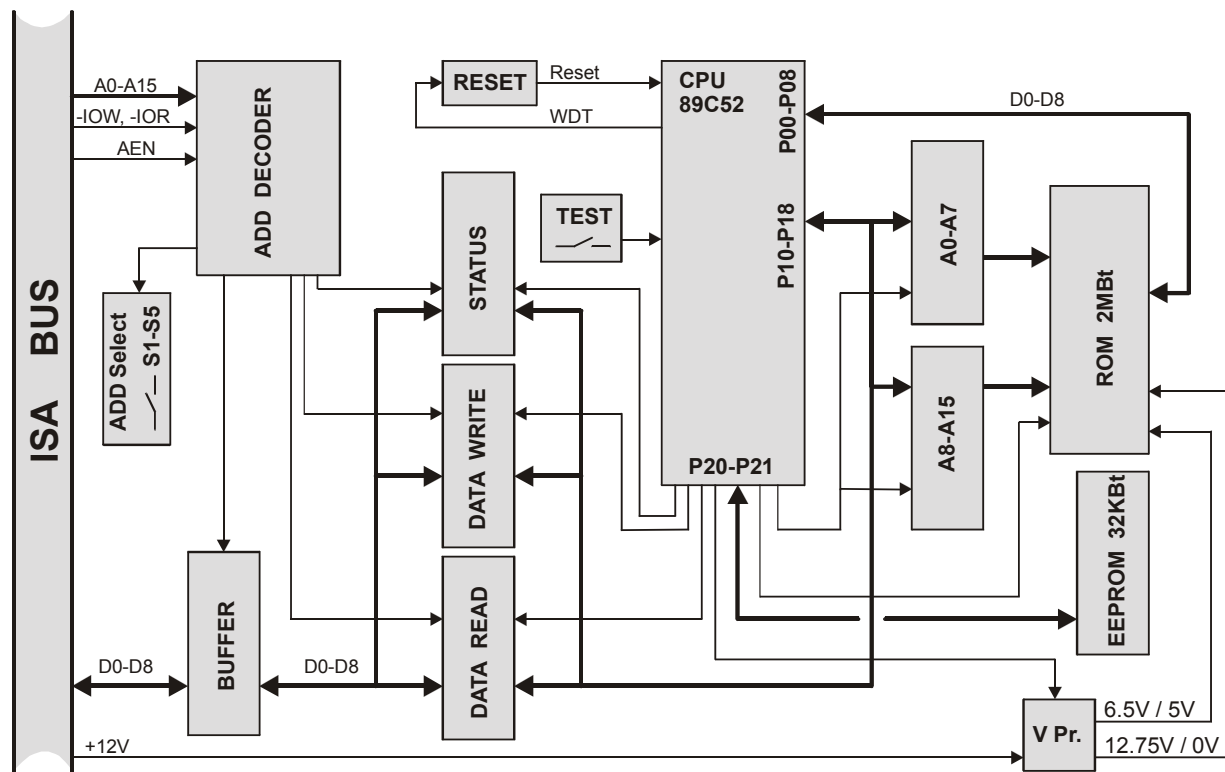 ISA BUS
A0-A15
-IOW, -IOR
AEN
ADD DECODER
ADD Select
S1-S5
BUFFER
D0-D8
D0-D8
+12V
RESET
Reset
WDT
TEST
STATUS
DATA WRITE
DATA READ
CPU
89C52
P00-P08
P10-P18
P20-P21
D0-D8
A0-A7
A8-A15
ROM 2MBt
EEPROM 32KBt
V Pr.
6.5V / 5V
12.75V / 0V